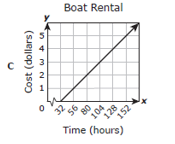 Boat Rental
y
C
Cost (dollars)
5
4
3
2
1
0
32 56 80 104 128 152
x
Time (hours)